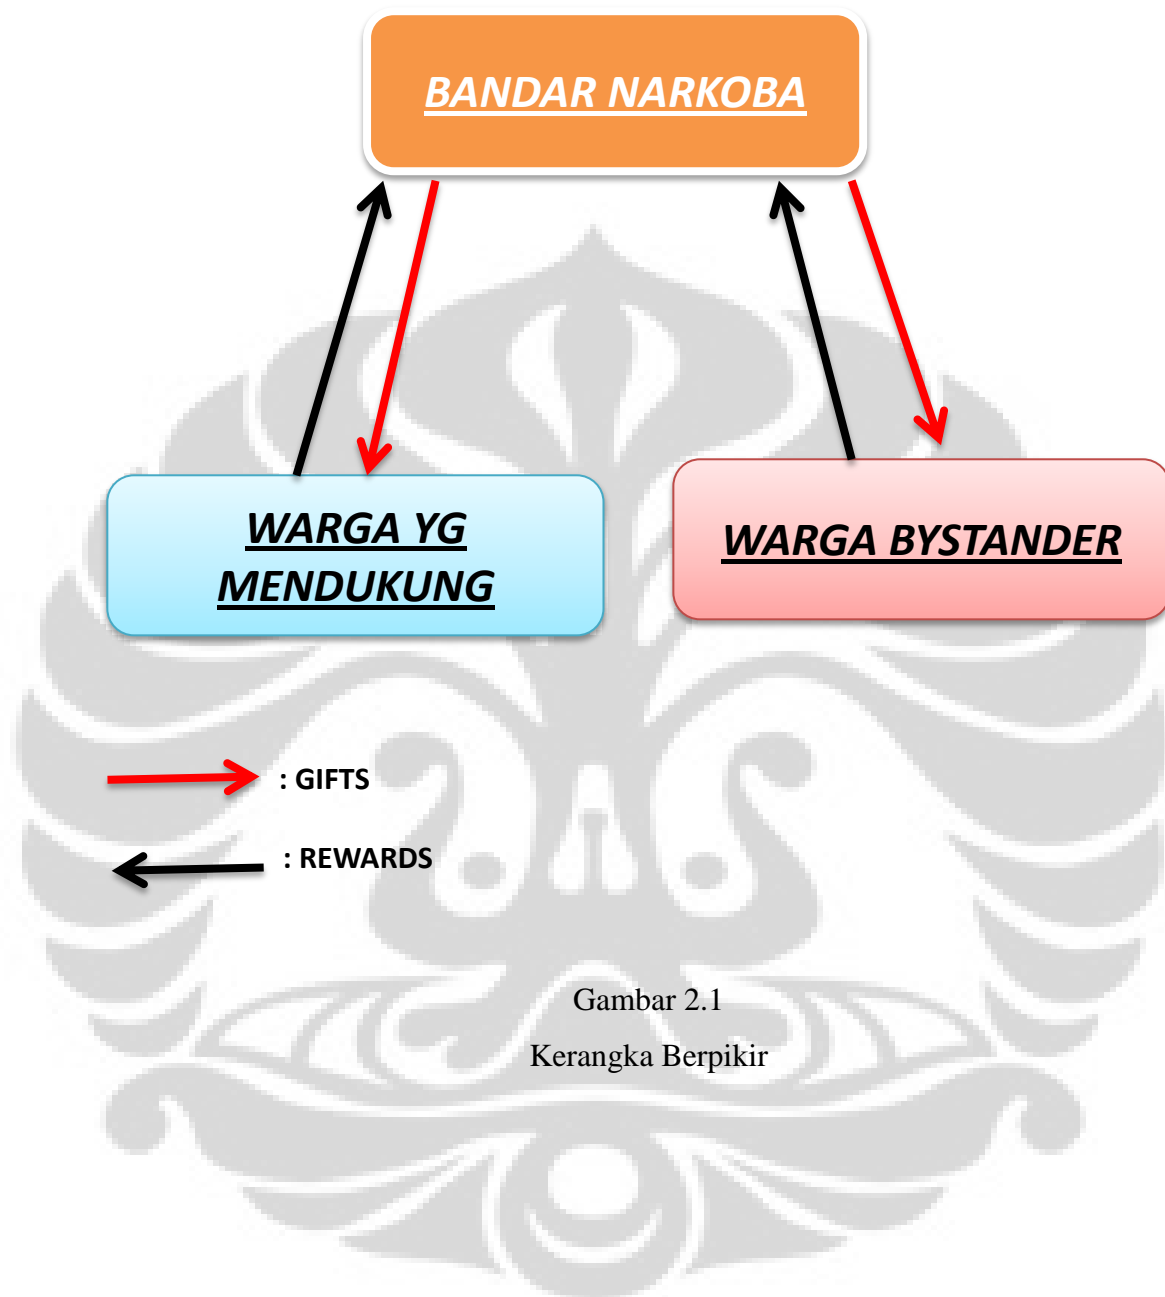 BANDAR NARKOBA
WARGA YG
MENDUKUNG
WARGA BYSTANDER
: GIFTS
: REWARDS
Gambar 2.1
Kerangka Berpikir